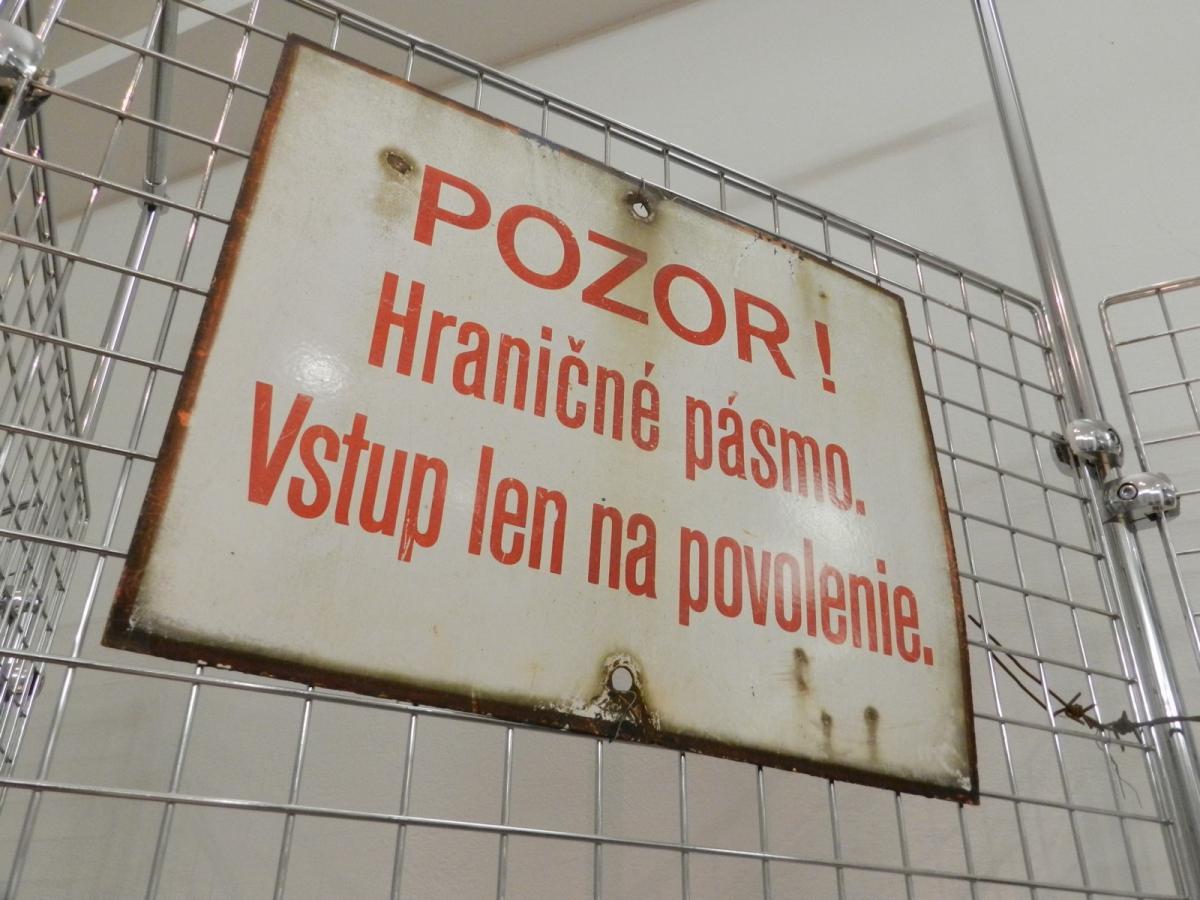 POZOR !
Hraničné pásmo.
Vstup len na povolenie.